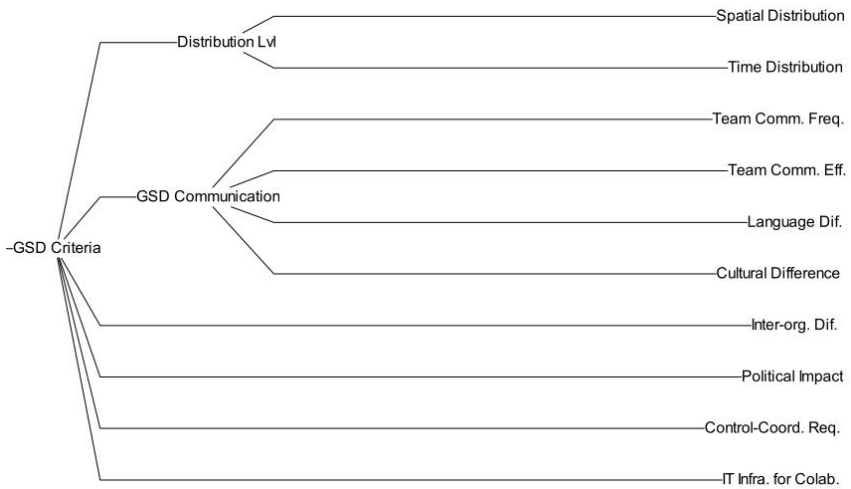 Spatial Distribution
Distribution Lvl
Time Distribution
Team Comm. Freq.
Team Comm. Eff.
GSD Communication
Language Dif.
GSD Criteria
Cultural Difference
Inter-org. Dif.
Political Impact
Control-Coord. Req.
IT Infra. for Colab.